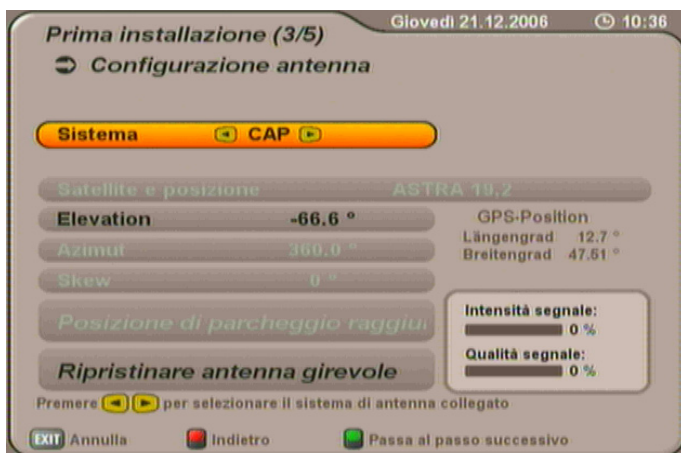 Prima installazione (3/5)
Giovedì 21.12.2006 10:36
Configurazione antenna
Sistema CAP
Satellite e posizione ASTRA 19.2
Elevation -66.6 °
Azimut 360.0 °
Skew 0 °
GPS-Position
Längengrad 12.7 °
Breitengrad 47.51 °
Posizione di parcheggio raggiu
Ripristinare antenna girevole
Intensità segnale:
0 %
Qualità segnale:
0 %
Premere per selezionare il sistema di antenna collegato
EXIT Annulla Indietro Passa al passo successivo